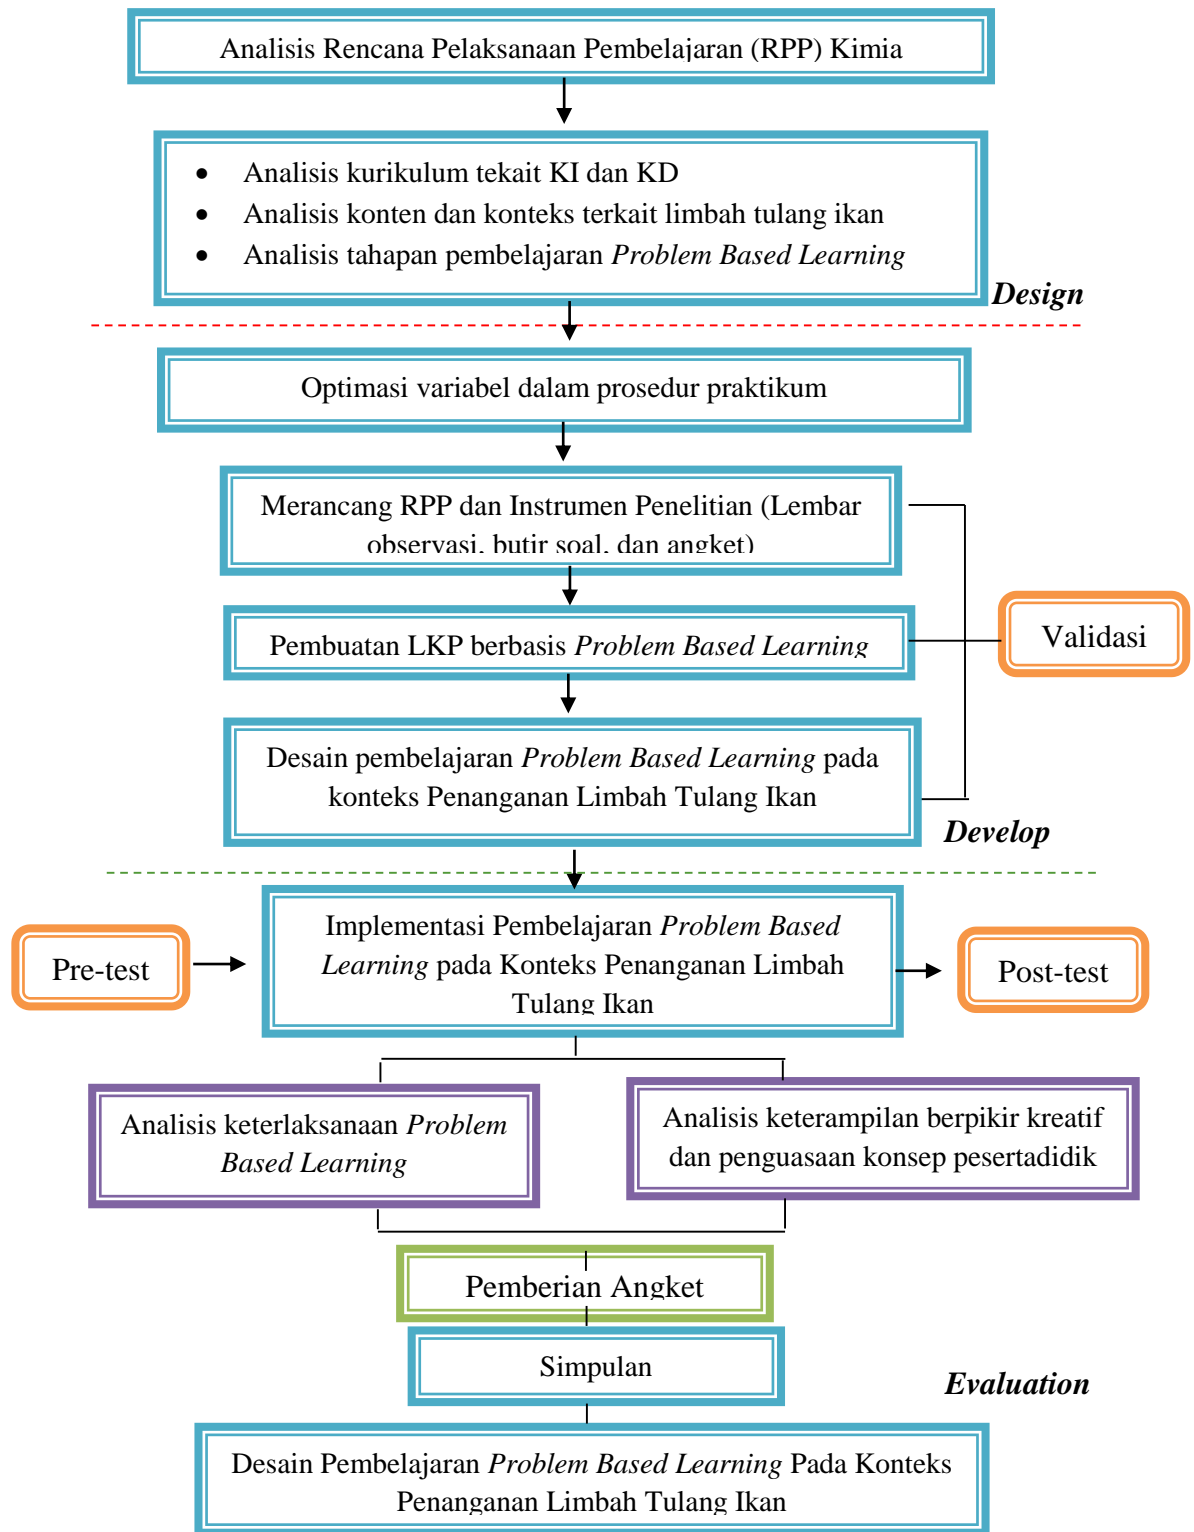 Analisis Rencana Pelaksanaan Pembelajaran (RPP) Kimia
• Analisis kurikulum tekait KI dan KD
• Analisis konten dan konteks terkait limbah tulang ikan
• Analisis tahapan pembelajaran Problem Based Learning
Design
Optimasi variabel dalam prosedur praktikum
Merancang RPP dan Instrumen Penelitian (Lembar
observasi, butir soal, dan angket)
Pembuatan LKP berbasis Problem Based Learning
Validasi
Desain pembelajaran Problem Based Learning pada
konteks Penanganan Limbah Tulang Ikan
Develop
Pre-test
Implementasi Pembelajaran Problem Based
Learning pada Konteks Penanganan Limbah
Tulang Ikan
Post-test
Analisis keterlaksanaan Problem
Based Learning
Analisis keterampilan berpikir kreatif
dan penguasaan konsep pesertadidik
Pemberian Angket
Simpulan
Evaluation
Desain Pembelajaran Problem Based Learning Pada Konteks
Penanganan Limbah Tulang Ikan